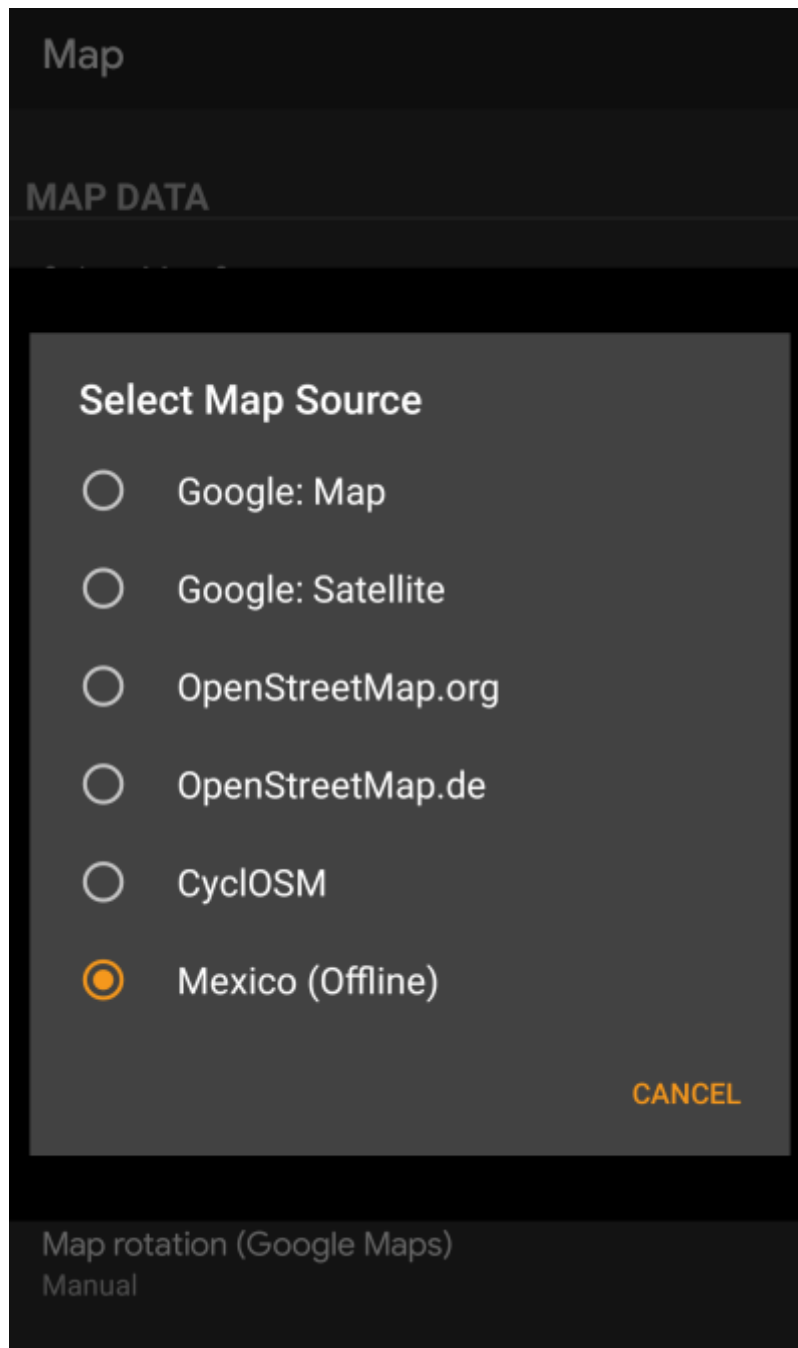 Map
MAP DATA
Select Map Source
Google: Map
Google: Satellite
OpenStreetMap.org
OpenStreetMap.de
CyclOSM
Mexico (Offline)
CANCEL
Map rotation (Google Maps)
Manual